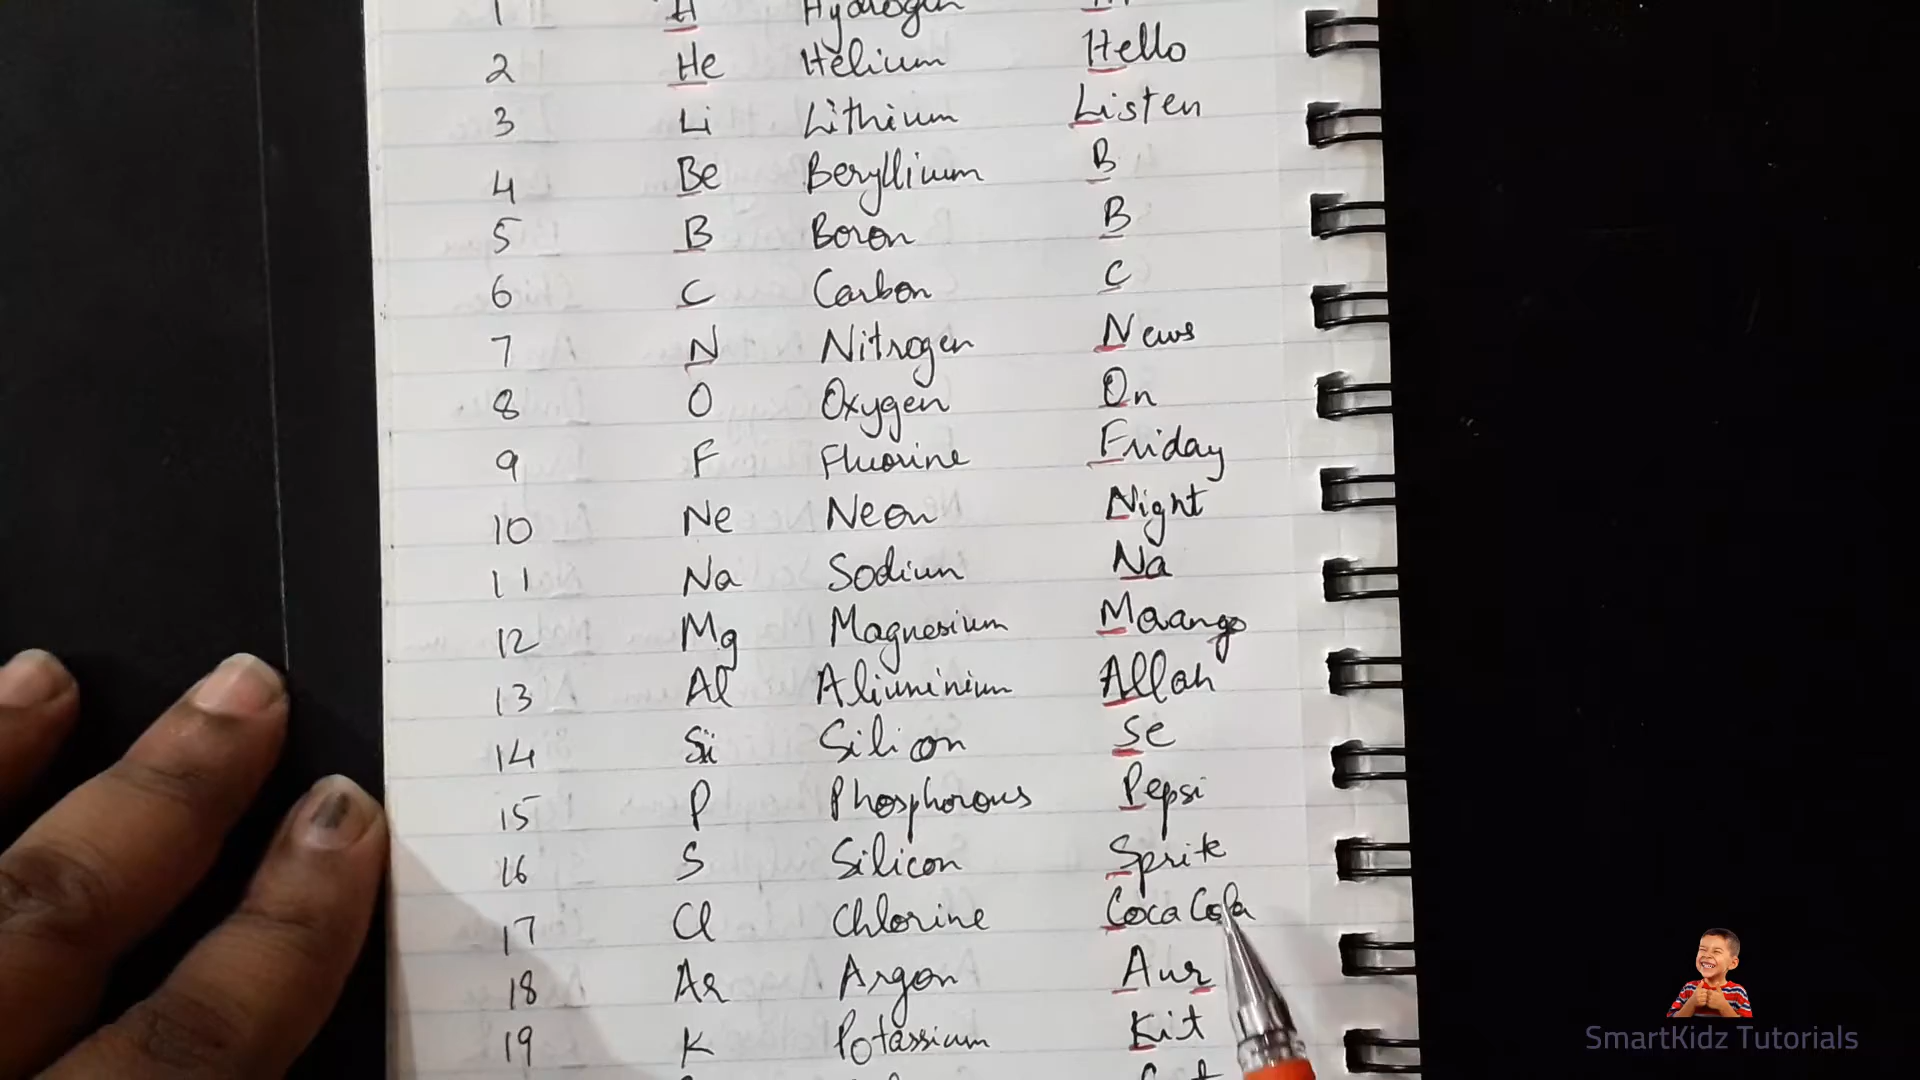 1 H Hydrogen
2 He Helium Hello
3 Li Lithium Listen
4 Be Beryllium B
5 B Boron B
6 C Carbon C
7 N Nitrogen News
8 O Oxygen On
9 F Fluorine Friday
10 Ne Neon Night
11 Na Sodium Na
12 Mg Magnesium Maango
13 Al Aliuminium Allah
14 Si Silicon Se
15 P Phosphorous Pepsi
16 S Silicon Sprite
17 Cl Chlorine Coca Cola
18 Ar Argon Aur
19 K Potassium Kit
SmartKidz Tutorials